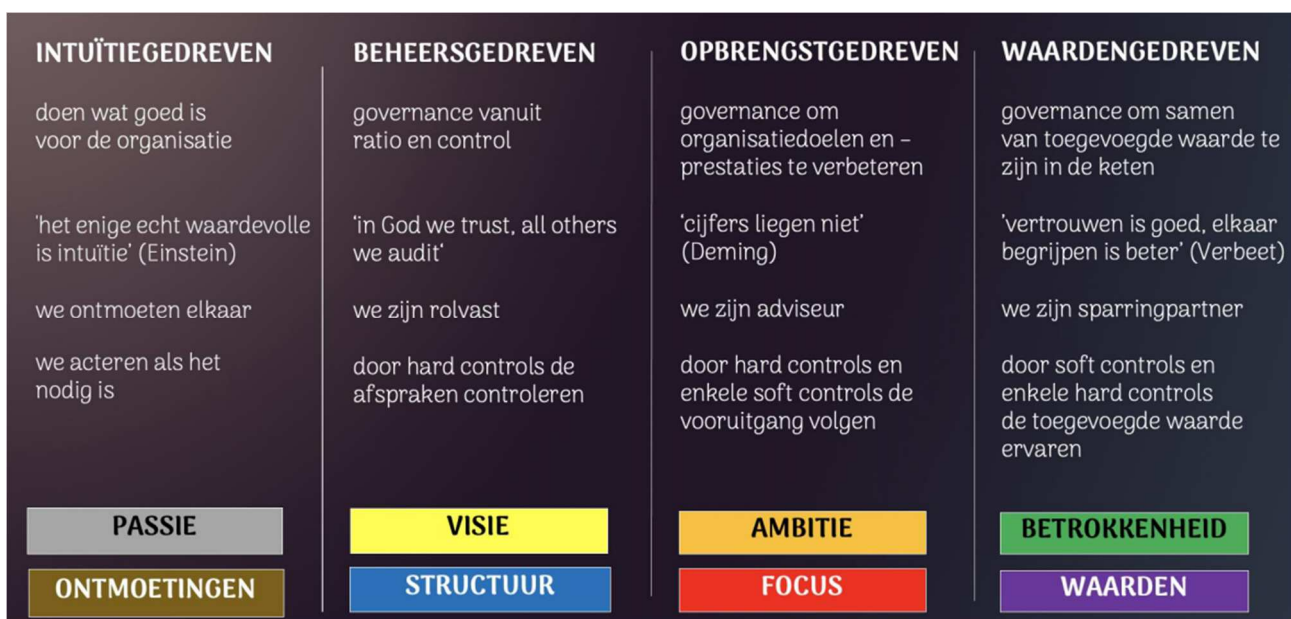 INTUÏTIEGEDREVEN
doen wat goed is
voor de organisatie
'het enige echt waardevolle
is intuïtie' (Einstein)
we ontmoeten elkaar
we acteren als het
nodig is
PASSIE
ONTMOETINGEN
BEHEERSGEDREVEN
governance vanuit
ratio en control
'in God we trust, all others
we audit'
we zijn rolvast
door hard controls de
afspraken controleren
VISIE
STRUCTUUR
OPBRENGSTGEDREVEN
governance om
organisatiedoelen en –
prestaties te verbeteren
'cijfers liegen niet'
(Deming)
we zijn adviseur
door hard controls en
enkele soft controls de
vooruitgang volgen
AMBITIE
FOCUS
WAARDENGEDREVEN
governance om samen
van toegevoegde waarde te
zijn in de keten
'vertrouwen is goed, elkaar
begrijpen is beter' (Verbeet)
we zijn sparringpartner
door soft controls en
enkele hard controls
de toegevoegde waarde
ervaren
BETROKKENHEID
WAARDEN